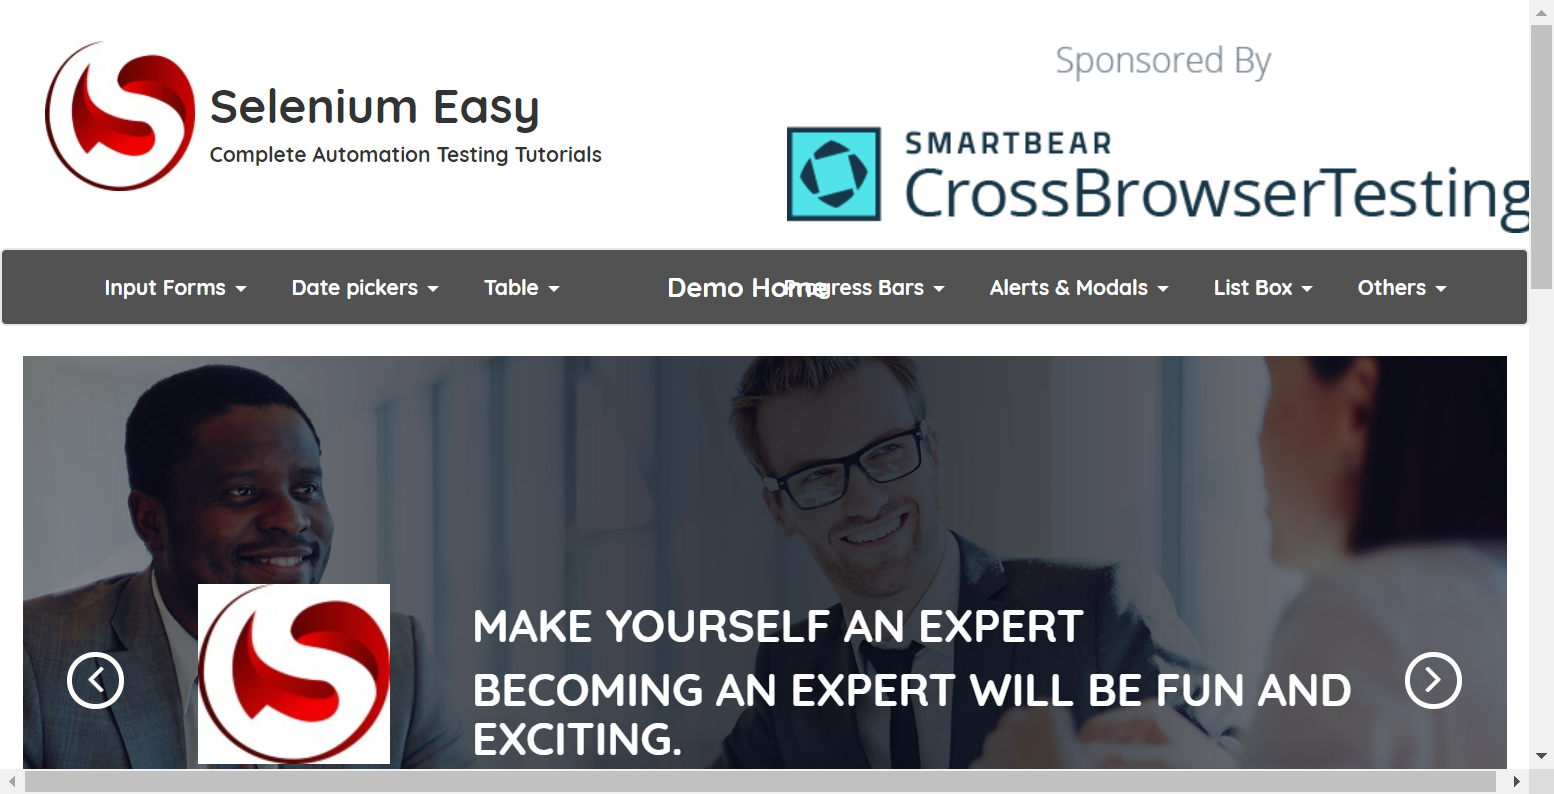 Sponsored By
Selenium Easy
Complete Automation Testing Tutorials
SMARTBEAR
CrossBrowserTesting
Input Forms Date pickers Table Demo Home Progress Bars Alerts & Modals List Box Others
MAKE YOURSELF AN EXPERT
BECOMING AN EXPERT WILL BE FUN AND
EXCITING.